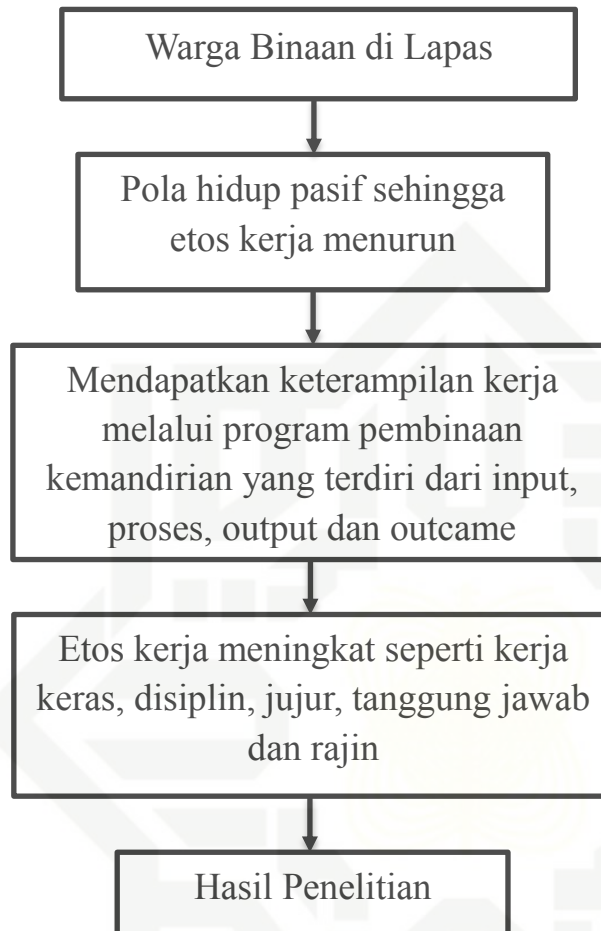 Warga Binaan di Lapas
Pola hidup pasif sehingga
etos kerja menurun
Mendapatkan keterampilan kerja
melalui program pembinaan
kemandirian yang terdiri dari input,
proses, output dan outcame
Etos kerja meningkat seperti kerja
keras, disiplin, jujur, tanggung jawab
dan rajin
Hasil Penelitian